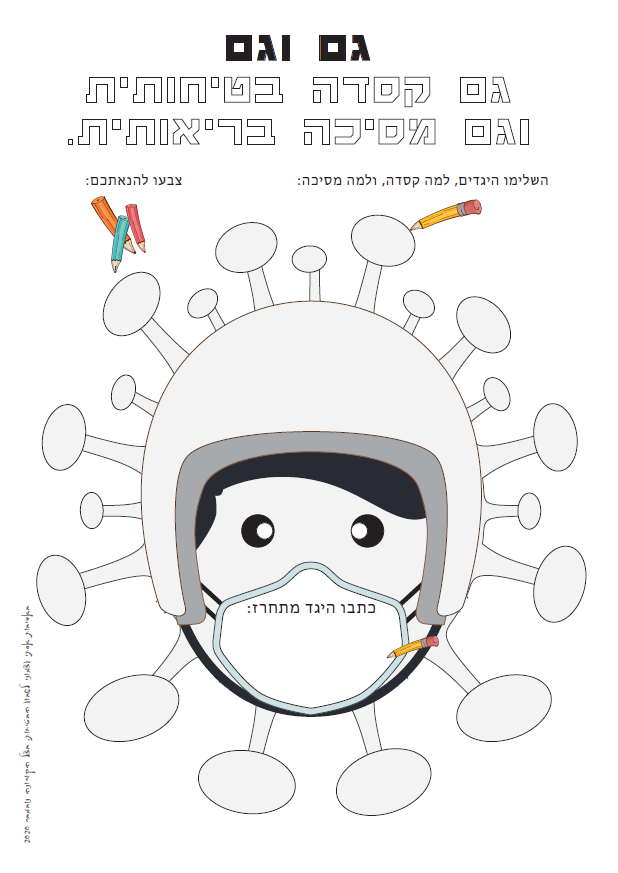 גם וגם
גם קסדה בטיחותית
וגם מסיכה בריאותית.
השלימו היגדים, למה קסדה, ולמה מסיכה:
צבעו להנאתכם:
כתבו היגד מתחרז:
2020